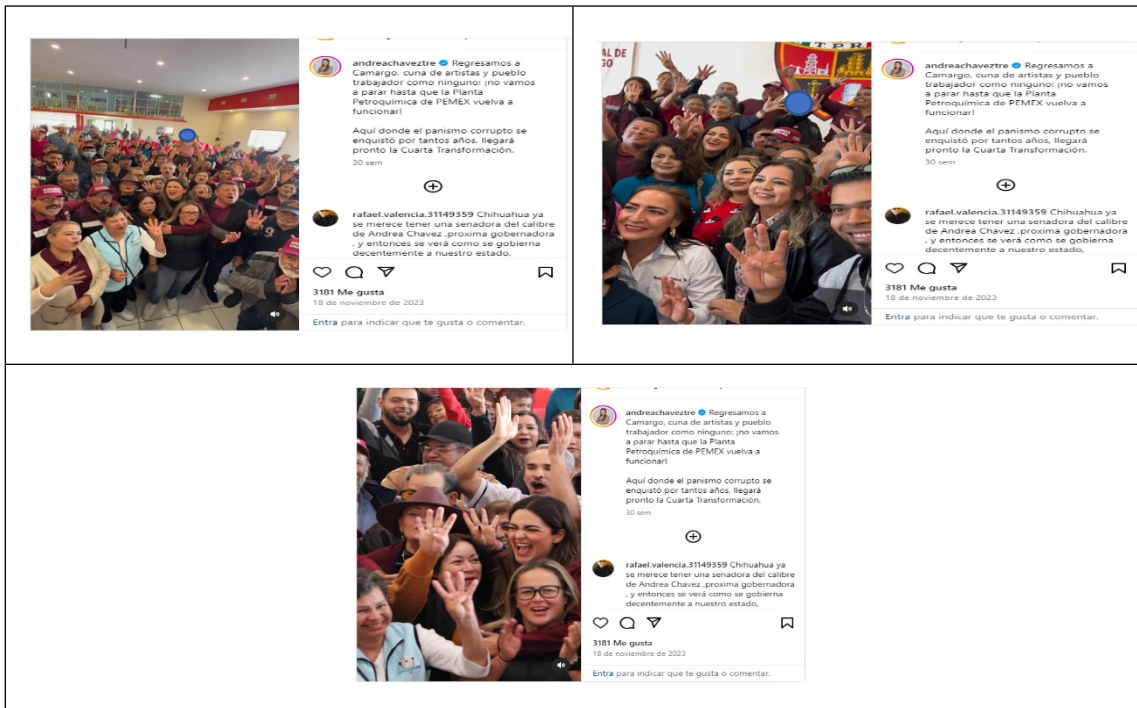 andreachaveztre Regresamos a
Camargo, cuna de artistas y pueblo
trabajador como ninguno: ¡no vamos
a parar hasta que la Planta
Petroquímica de PEMEX vuelva a
funcionar!
Aquí donde el panismo corrupto se
enquistó por tantos años, llegará
pronto la Cuarta Transformación.
30 sem
rafael.valencia.31149359 Chihuahua ya
se merece tener una senadora del calibre
de Andrea Chavez ,proxima gobernadora
, y entonces se verá como se gobierna
decentemente a nuestro estado,
3181 Me gusta
18 de noviembre de 2023
Entra para indicar que te gusta o comentar.
AL DE
GO
TPR
andreachaveztre Regresamos a
Camargo, cuna de artistas y pueblo
trabajador como ninguno: ¡no vamos
a parar hasta que la Planta
Petroquímica de PEMEX vuelva a
funcionar!
Aquí donde el panismo corrupto se
enquistó por tantos años, llegará
pronto la Cuarta Transformación.
30 sem
rafael.valencia.31149359 Chihuahua ya
se merece tener una senadora del calibre
de Andrea Chavez ,proxima gobernadora
, y entonces se verá como se gobierna
decentemente a nuestro estado,
3181 Me gusta
18 de noviembre de 2023
Entra para indicar que te gusta o comentar.
andreachaveztre Regresamos a
Camargo, cuna de artistas y pueblo
trabajador como ninguno: ¡no vamos
a parar hasta que la Planta
Petroquímica de PEMEX vuelva a
funcionar!
Aquí donde el panismo corrupto se
enquistó por tantos años, llegará
pronto la Cuarta Transformación.
30 sem
rafael.valencia.31149359 Chihuahua ya
se merece tener una senadora del calibre
de Andrea Chavez ,proxima gobernadora
, y entonces se verá como se gobierna
decentemente a nuestro estado,
3181 Me gusta
18 de noviembre de 2023
Entra para indicar que te gusta o comentar.